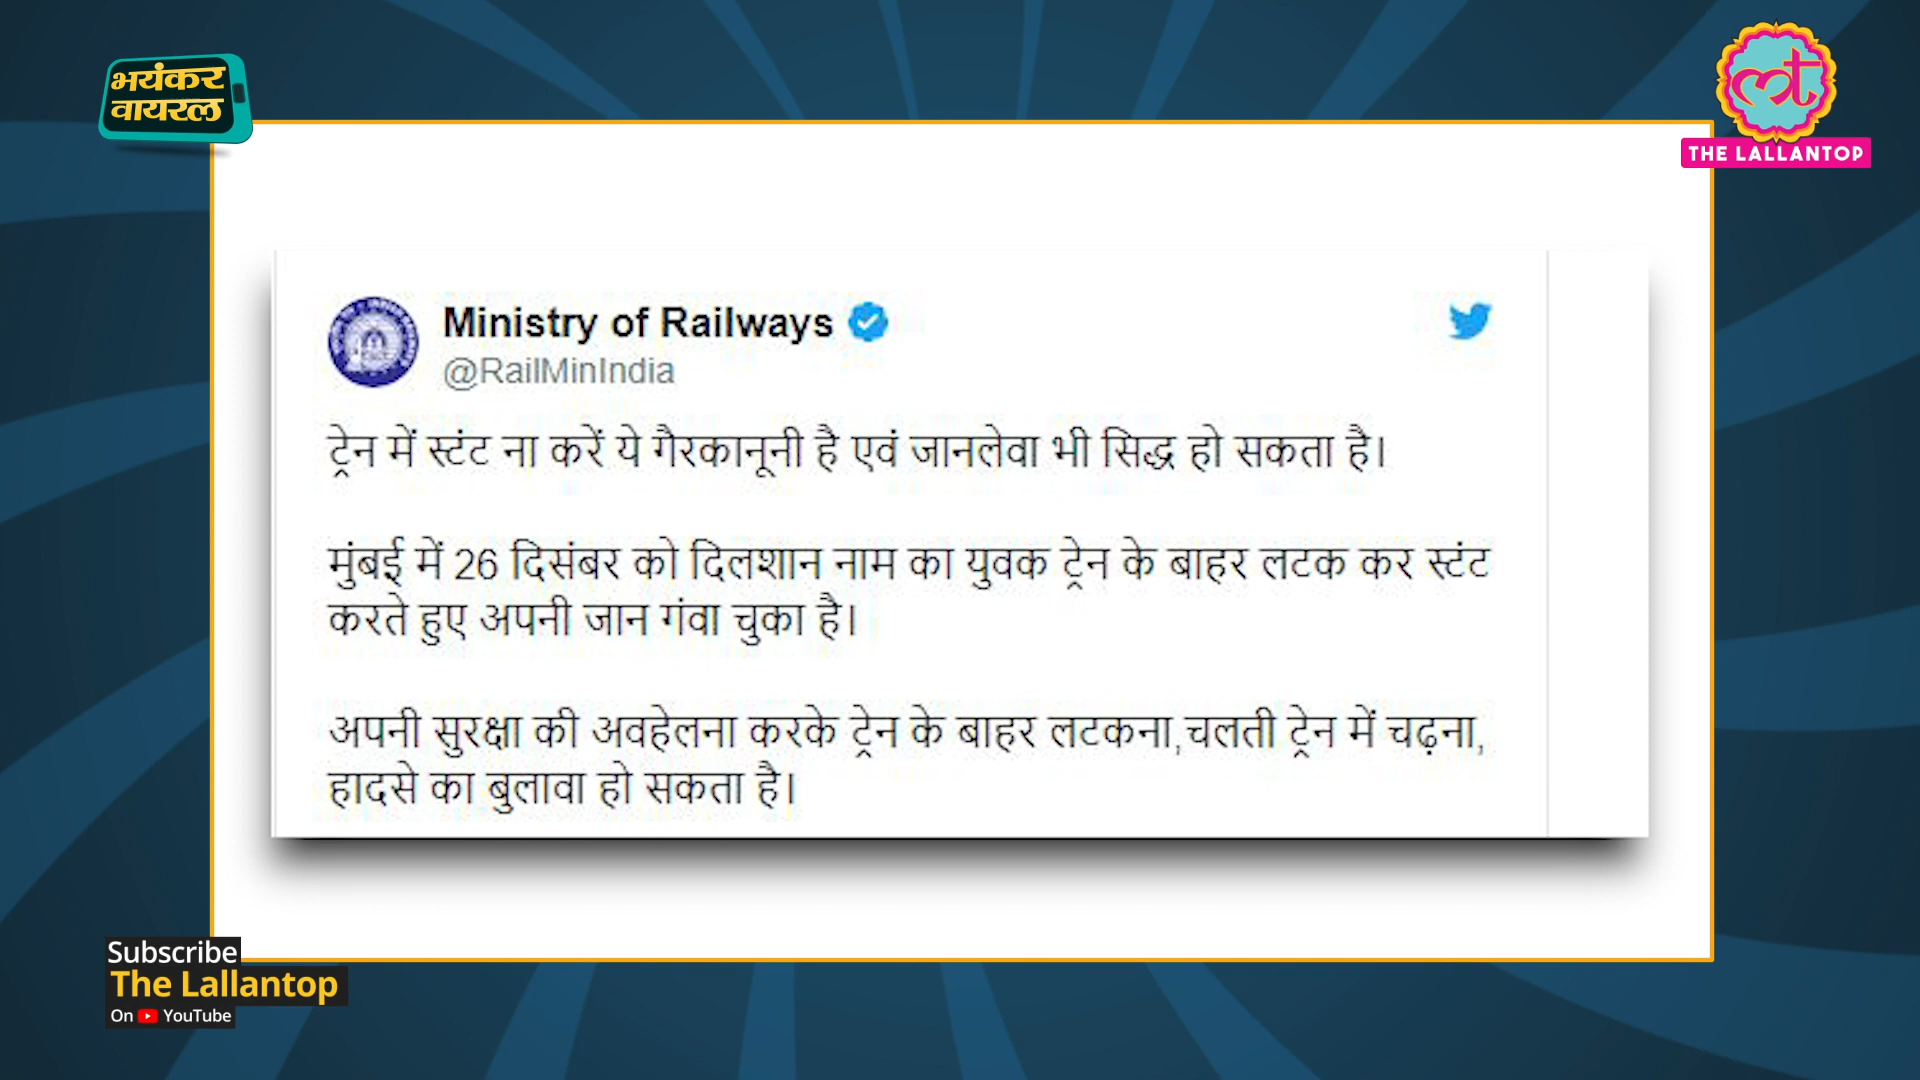 भयंकर
वायरल
THE LALLANTOP
Ministry of Railways
@RailMinIndia
ट्रेन में स्टंट ना करें ये गैरकानूनी है एवं जानलेवा भी सिद्ध हो सकता है।
मुंबई में 26 दिसंबर को दिलशान नाम का युवक ट्रेन के बाहर लटक कर स्टंट
करते हुए अपनी जान गंवा चुका है।
अपनी सुरक्षा की अवहेलना करके ट्रेन के बाहर लटकना,चलती ट्रेन में चढ़ना,
हादसे का बुलावा हो सकता है।
Subscribe
The Lallantop
On YouTube